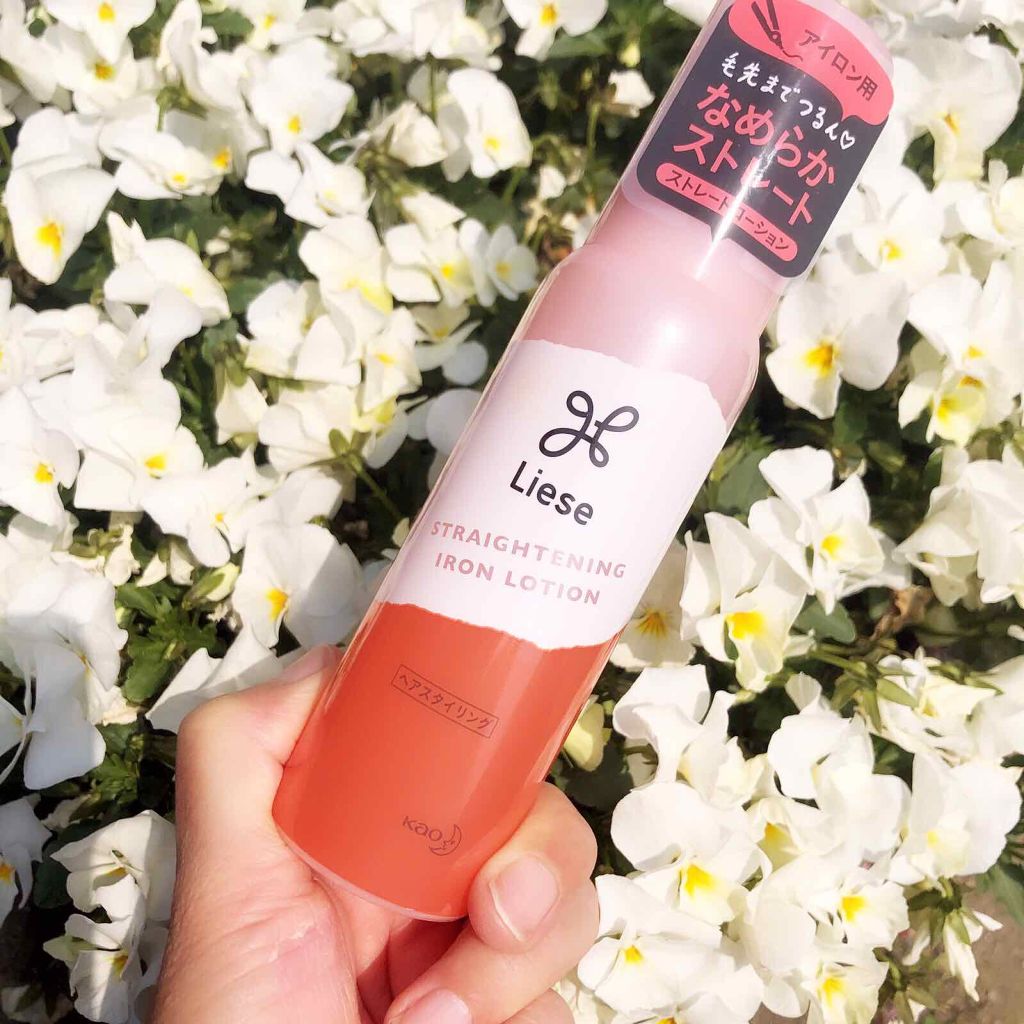 アイロン用
毛先までつるん♡
なめらか
ストレート
ストレートローション
Liese
STRAIGHTENING
IRON LOTION
ヘアスタイリング
Kao